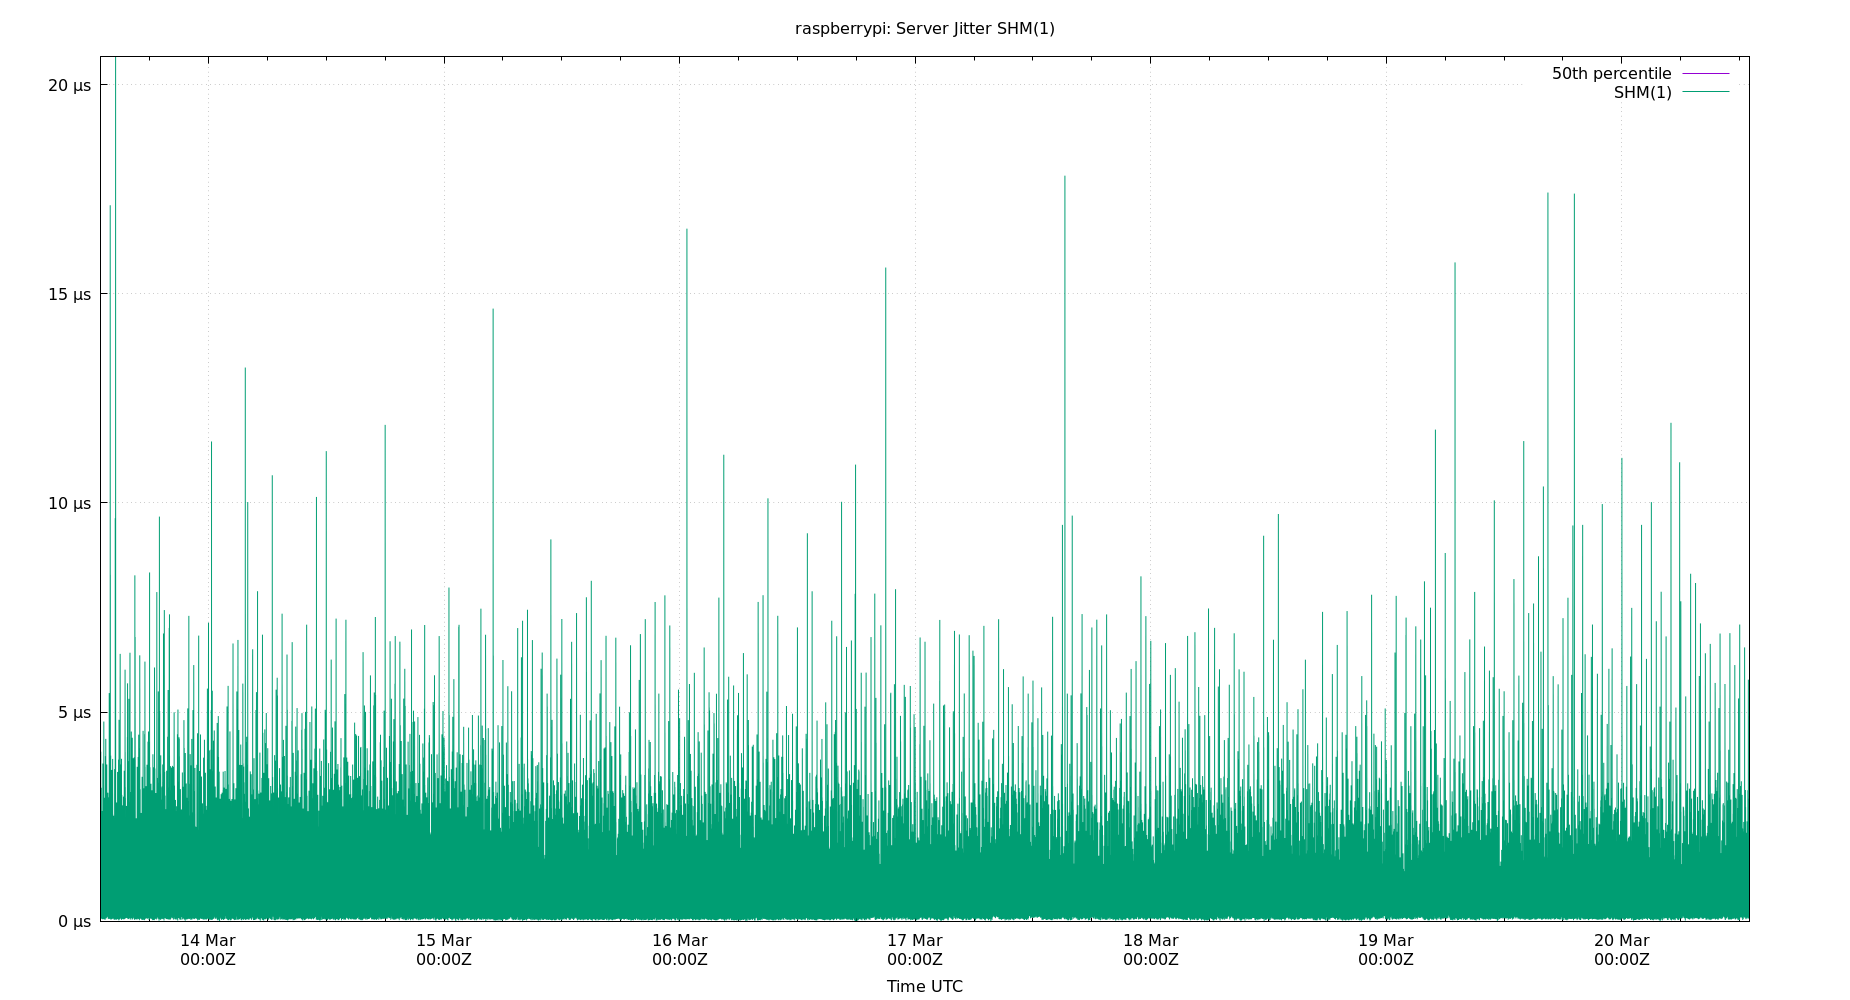 raspberrypi: Server Jitter SHM(1)
50th percentile
SHM(1)
20 µs
15 µs
10 µs
5 µs
0 µs
14 Mar 15 Mar 16 Mar 17 Mar 18 Mar 19 Mar 20 Mar
00:00Z 00:00Z 00:00Z 00:00Z 00:00Z 00:00Z 00:00Z
Time UTC